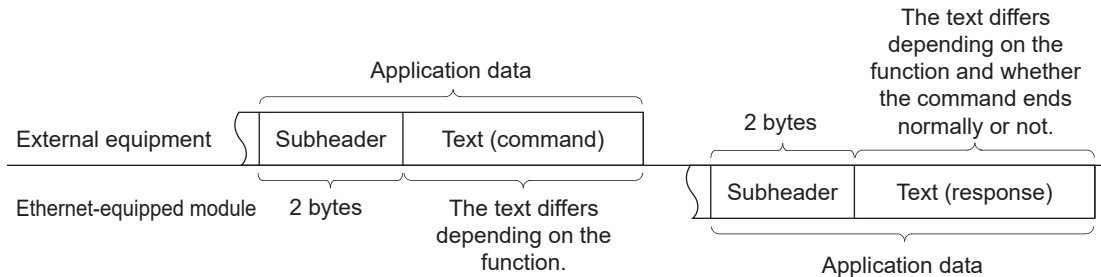 The text differs
depending on the
function and whether
the command ends
normally or not.
Application data
2 bytes
External equipment
Subheader
Text (command)
Ethernet-equipped module
2 bytes
The text differs
depending on the
function.
Subheader
Text (response)
Application data